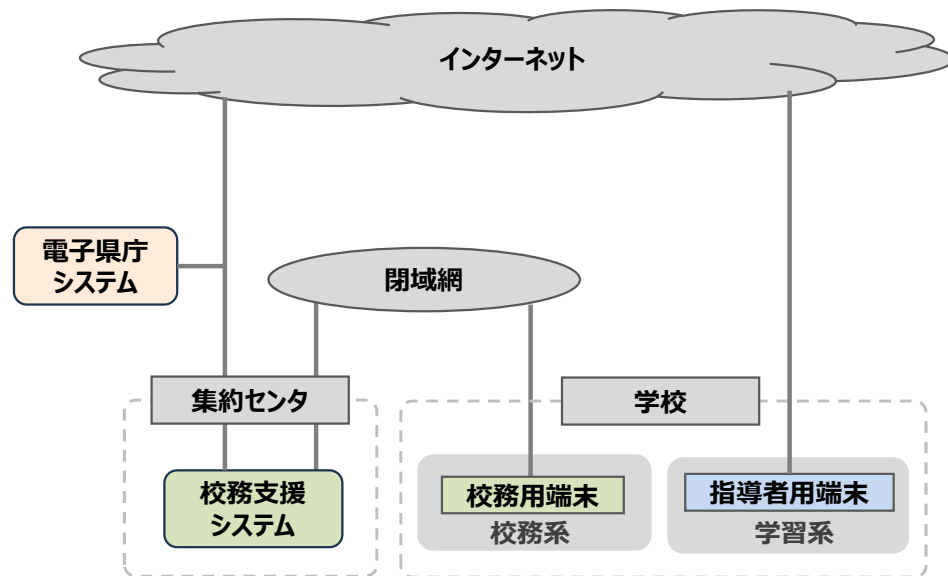 インターネット
電子県庁
システム
閉域網
集約センタ
学校
校務支援
システム
校務用端末
指導者用端末
校務系
学習系